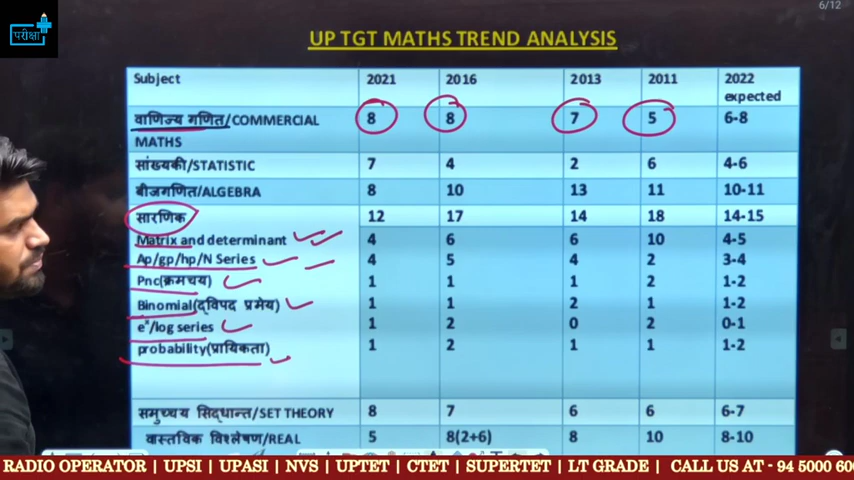 परीक्षा
6/12
UP TGT MATHS TREND ANALYSIS
Subject 2021 2016 2013 2011 2022 expected
वाणिज्य गणित/COMMERCIAL MATHS 8 8 7 5 6-8
सांख्यकी/STATISTIC 7 4 2 6 4-6
बीजगणित/ALGEBRA 8 10 13 11 10-11
सारणिक 12 17 14 18 14-15
Matrix and determinant 4 6 6 10 4-5
Ap/gp/hp/N Series 4 5 4 2 3-4
Pnc(क्रमचय) 1 1 1 2 1-2
Binomial(द्विपद प्रमेय) 1 1 2 1 1-2
eˣ/log series 1 2 0 2 0-1
probability(प्रायिकता) 1 2 1 1 1-2
समुच्चय सिद्धान्त/SET THEORY 8 7 6 6 6-7
वास्तविक विश्लेषण/REAL 5 8(2+6) 8 10 8-10
RADIO OPERATOR | UPSI | UPASI | NVS | UPTET | CTET | SUPERTET | LT GRADE | CALL US AT - 94 5000 60